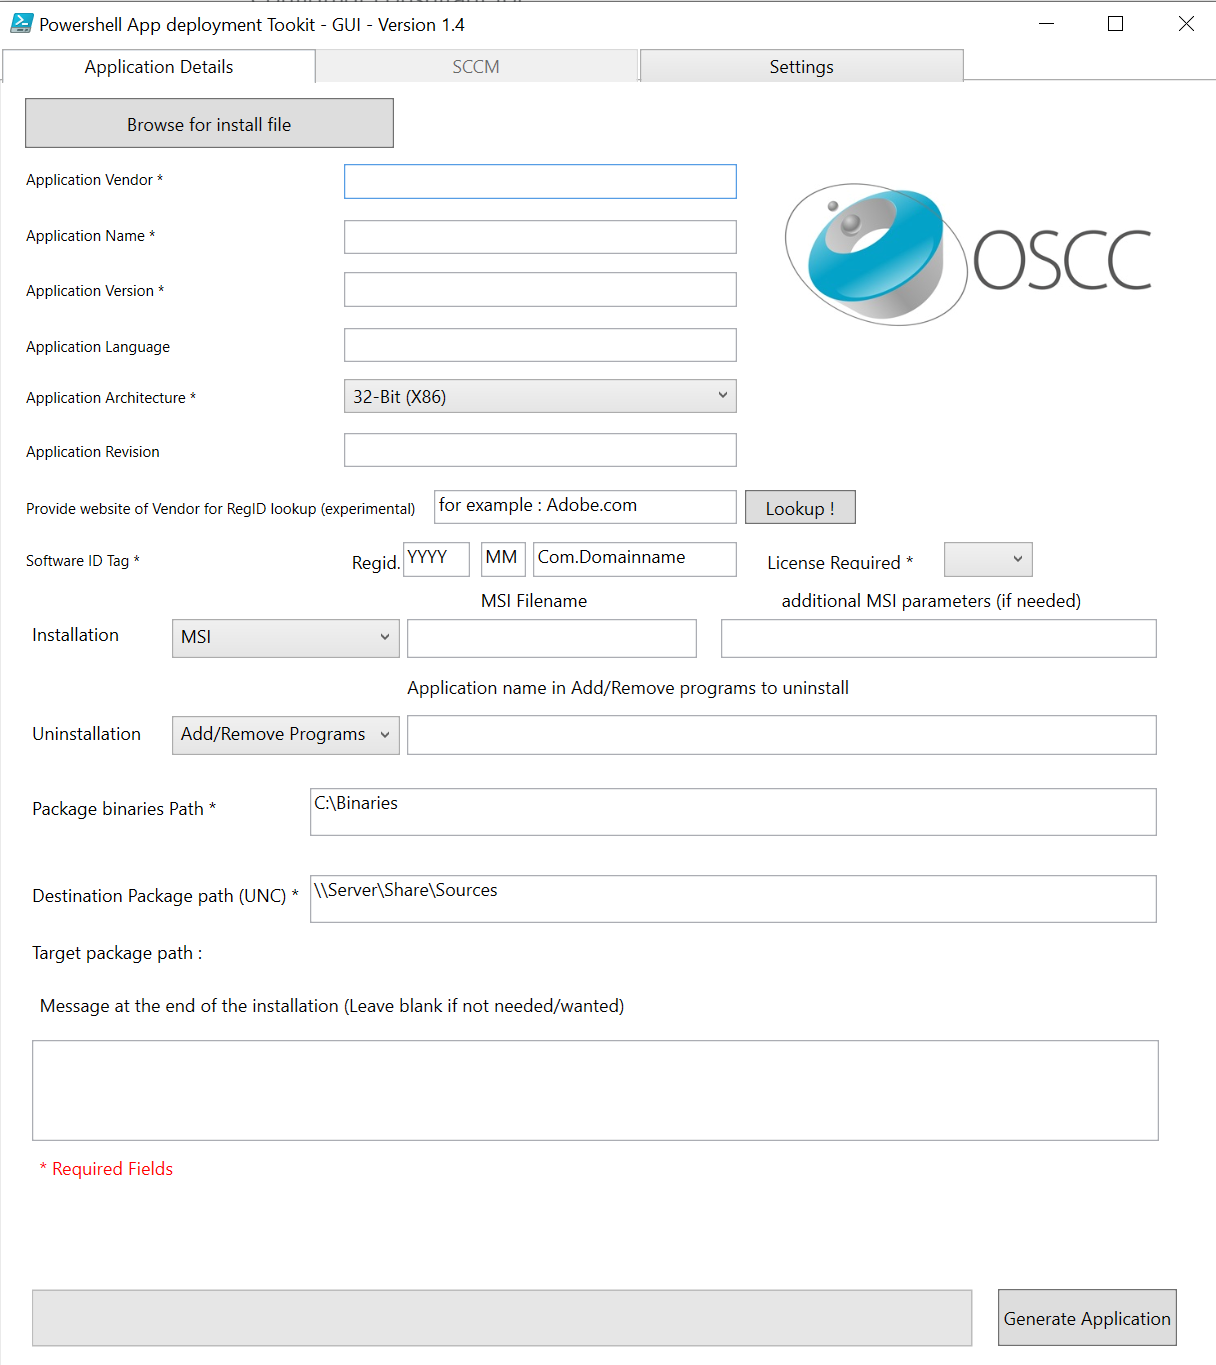 Powershell App deployment Tookit - GUI - Version 1.4
Application Details
SCCM
Settings
Browse for install file
Application Vendor *
Application Name *
OSCC
Application Version *
Application Language
Application Architecture *
32-Bit (X86)
Application Revision
Provide website of Vendor for RegID lookup (experimental)
for example : Adobe.com
Lookup !
Software ID Tag *
Regid.
YYYY
MM
Com.Domainname
License Required *
MSI Filename
additional MSI parameters (if needed)
Installation
MSI
Application name in Add/Remove programs to uninstall
Uninstallation
Add/Remove Programs
Package binaries Path *
C:\Binaries
Destination Package path (UNC) *
\\Server\Share\Sources
Target package path :
Message at the end of the installation (Leave blank if not needed/wanted)
* Required Fields
Generate Application